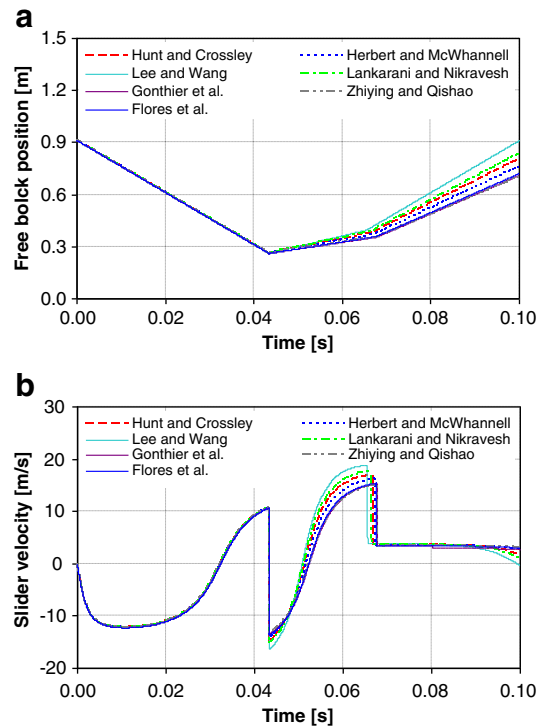 a
1.5
Hunt and Crossley
Herbert and McWhannell
Lee and Wang
Lankarani and Nikravesh
Gonthier et al.
Zhiying and Qishao
Flores et al.
1.2
0.9
0.6
0.3
0.0
Free bolck position [m]
0.00
0.02
0.04
0.06
0.08
0.10
Time [s]
b
30
Hunt and Crossley
Herbert and McWhannell
Lee and Wang
Lankarani and Nikravesh
Gonthier et al.
Zhiying and Qishao
Flores et al.
20
10
0
-10
-20
Slider velocity [m/s]
0.00
0.02
0.04
0.06
0.08
0.10
Time [s]